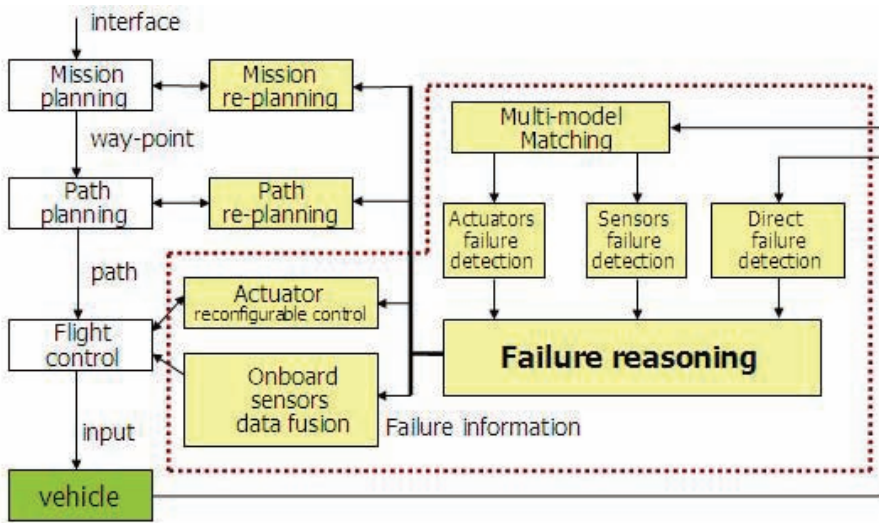 interface
Mission
planning
Mission
re-planning
way-point
Path
planning
Path
re-planning
path
Flight
control
Actuator
reconfigurable control
Onboard
sensors
data fusion
input
vehicle
Multi-model
Matching
Actuators
failure
detection
Sensors
failure
detection
Direct
failure
detection
Failure reasoning
Failure information